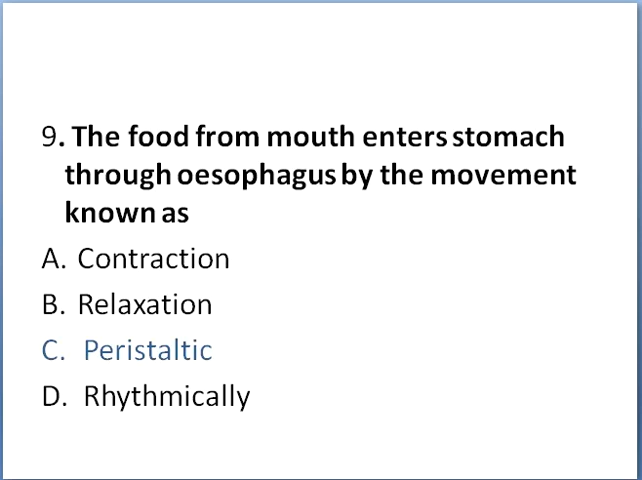 9. The food from mouth enters stomach
through oesophagus by the movement
known as
A. Contraction
B. Relaxation
C. Peristaltic
D. Rhythmically